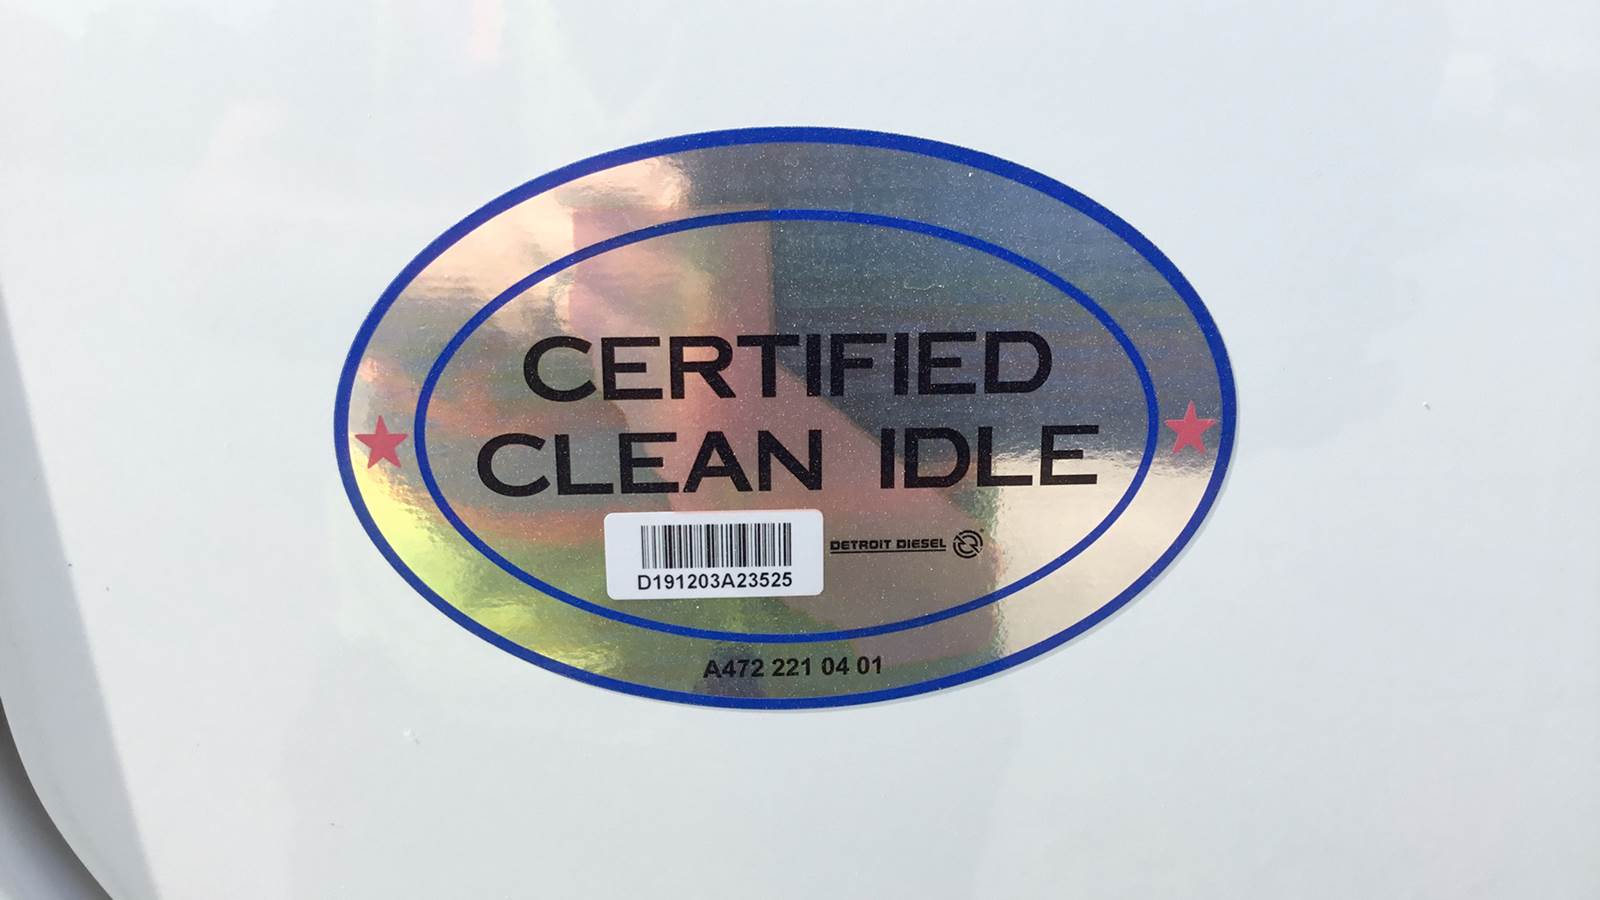 CERTIFIED
CLEAN IDLE
D191203A23525
DETROIT DIESEL
A472 221 04 01